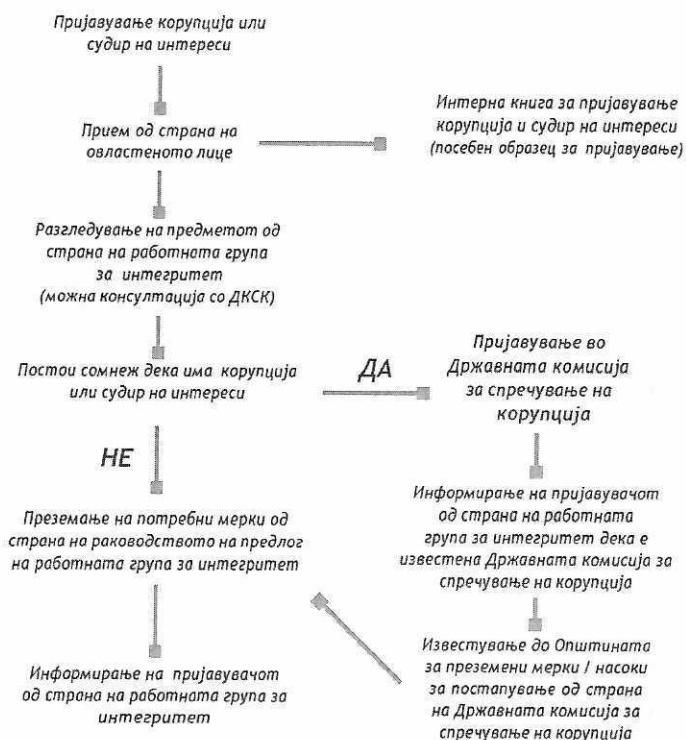 Пријавување корупција или
судир на интереси
Прием од страна на
овластеното лице
Интерна книга за пријавување
корупција и судир на интереси
(посебен образец за пријавување)
Разгледување на предметот од
страна на работната група
за интегритет
(можна консултација со ДКСК)
Постои сомнеж дека има корупција
или судир на интереси
ДА
Пријавување во
Државната комисија
за спречување на
корупција
НЕ
Преземање на потребни мерки од
страна на раководството на предлог
на работната група за интегритет
Информирање на пријавувачот
од страна на работната
група за интегритет дека е
известена Државната комисија за
спречување на корупција
Информирање на пријавувачот
од страна на работната група за
интегритет
Известување до Општината
за преземени мерки / насоки
за постапување од страна
на Државната комисија за
спречување на корупција